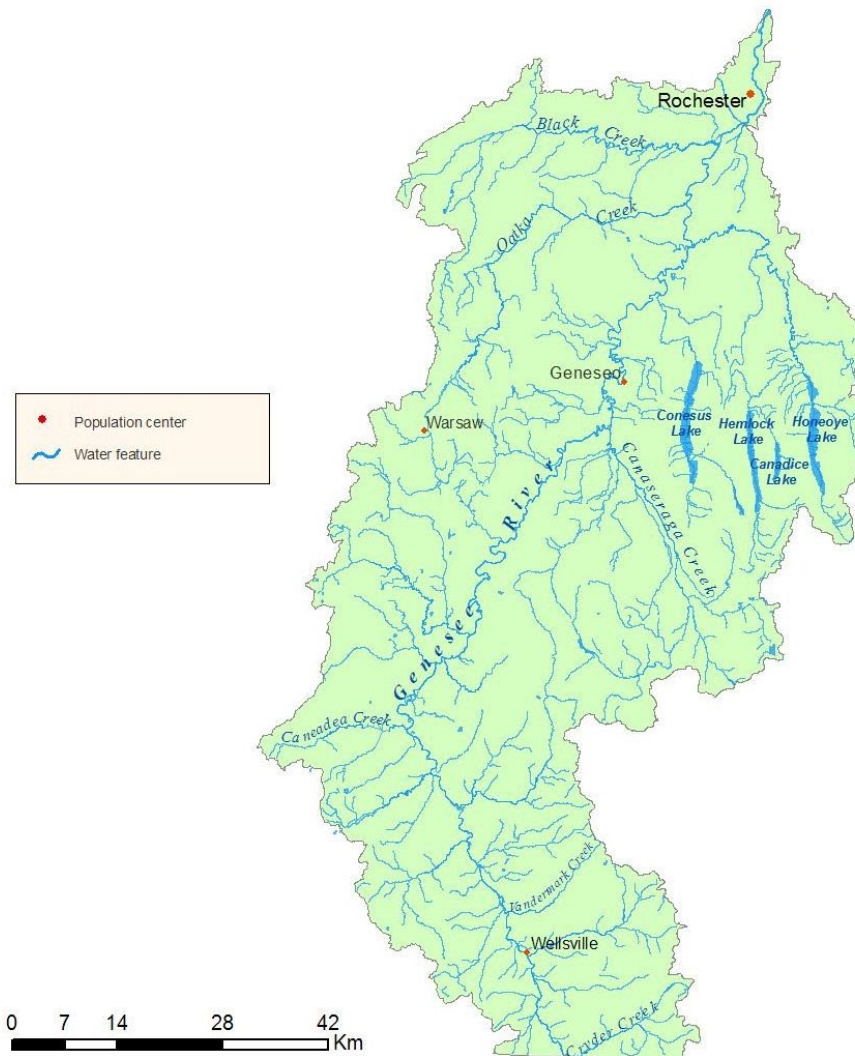 Rochester
Black
Creek
Oatka
Creek
Geneseo
Population center
Water feature
Warsaw
Conesus
Lake
Hemlock
Lake
Honeoye
Lake
Canadice
Lake
Canaseraga Creek
Genesee River
Caneadea Creek
Vandermark Creek
Wellsville
Cryder Creek
0 7 14 28 42
Km